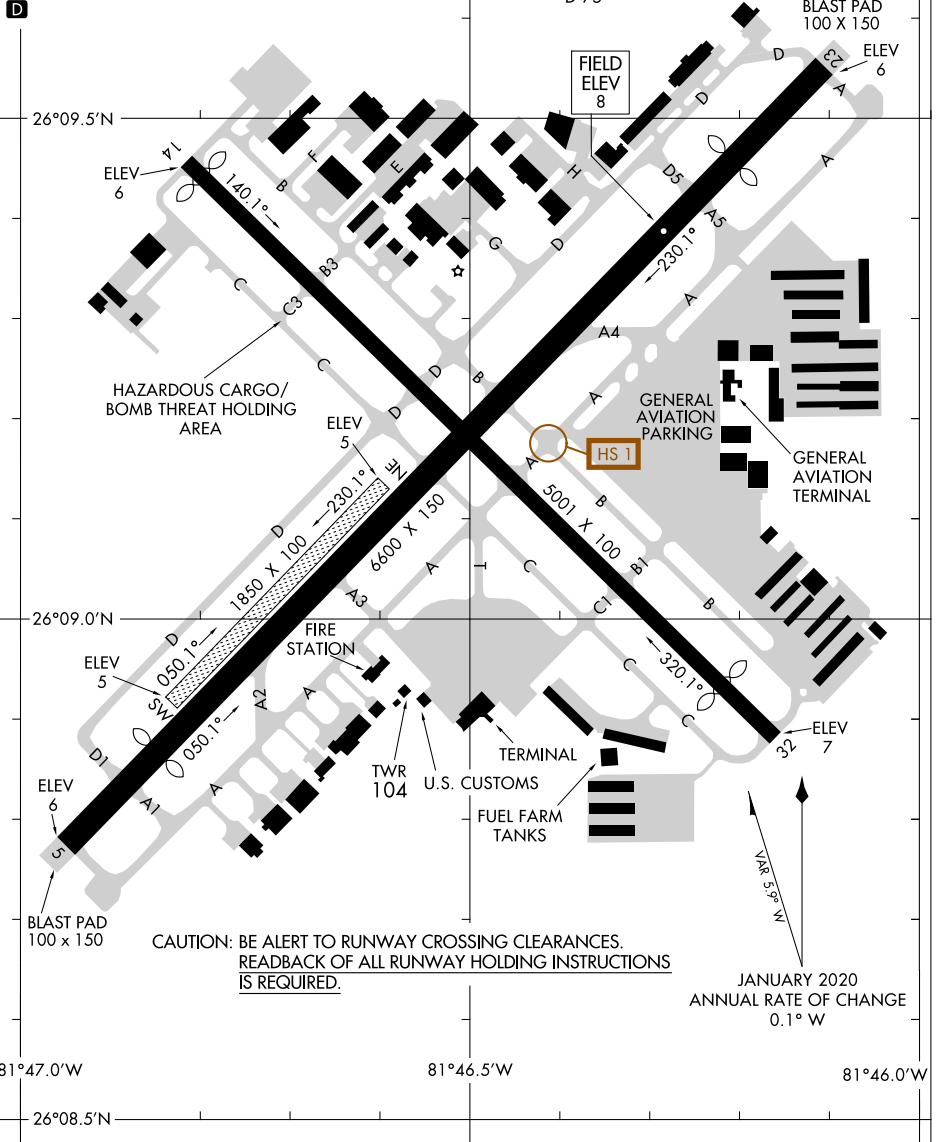 D
D-75
BLAST PAD
100 X 150
ELEV
6
23
D
A
FIELD
ELEV
8
D
26°09.5'N
14
ELEV
6
140.1°
F
B
E
H
D5
A
A5
G
D
230.1°
B3
C
C3
A
A4
C
D
B
HAZARDOUS CARGO/
BOMB THREAT HOLDING
AREA
D
A
GENERAL
AVIATION
PARKING
ELEV
5
HS 1
GENERAL
AVIATION
TERMINAL
NE
A
230.1°
5001 X 100
B
D
1850 X 100
6600 X 150
A
T
C
B1
A3
C1
B
26°09.0'N
D
050.1°
FIRE
STATION
ELEV
5
SW
A2
A
C
320.1°
050.1°
C
ELEV
7
32
D1
TERMINAL
TWR
104
U.S. CUSTOMS
ELEV
6
A1
A
FUEL FARM
TANKS
5
VAR 5.9° W
BLAST PAD
100 x 150
CAUTION: BE ALERT TO RUNWAY CROSSING CLEARANCES.
READBACK OF ALL RUNWAY HOLDING INSTRUCTIONS
IS REQUIRED.
JANUARY 2020
ANNUAL RATE OF CHANGE
0.1° W
81°47.0'W
81°46.5'W
81°46.0'W
26°08.5'N